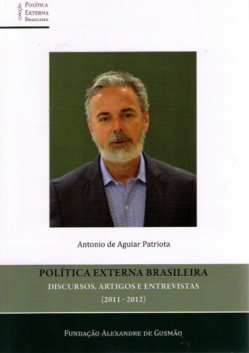 coleção
POLÍTICA
EXTERNA
BRASILEIRA
Antonio de Aguiar Patriota
POLÍTICA EXTERNA BRASILEIRA
DISCURSOS, ARTIGOS E ENTREVISTAS
(2011 - 2012)
FUNDAÇÃO ALEXANDRE DE GUSMÃO